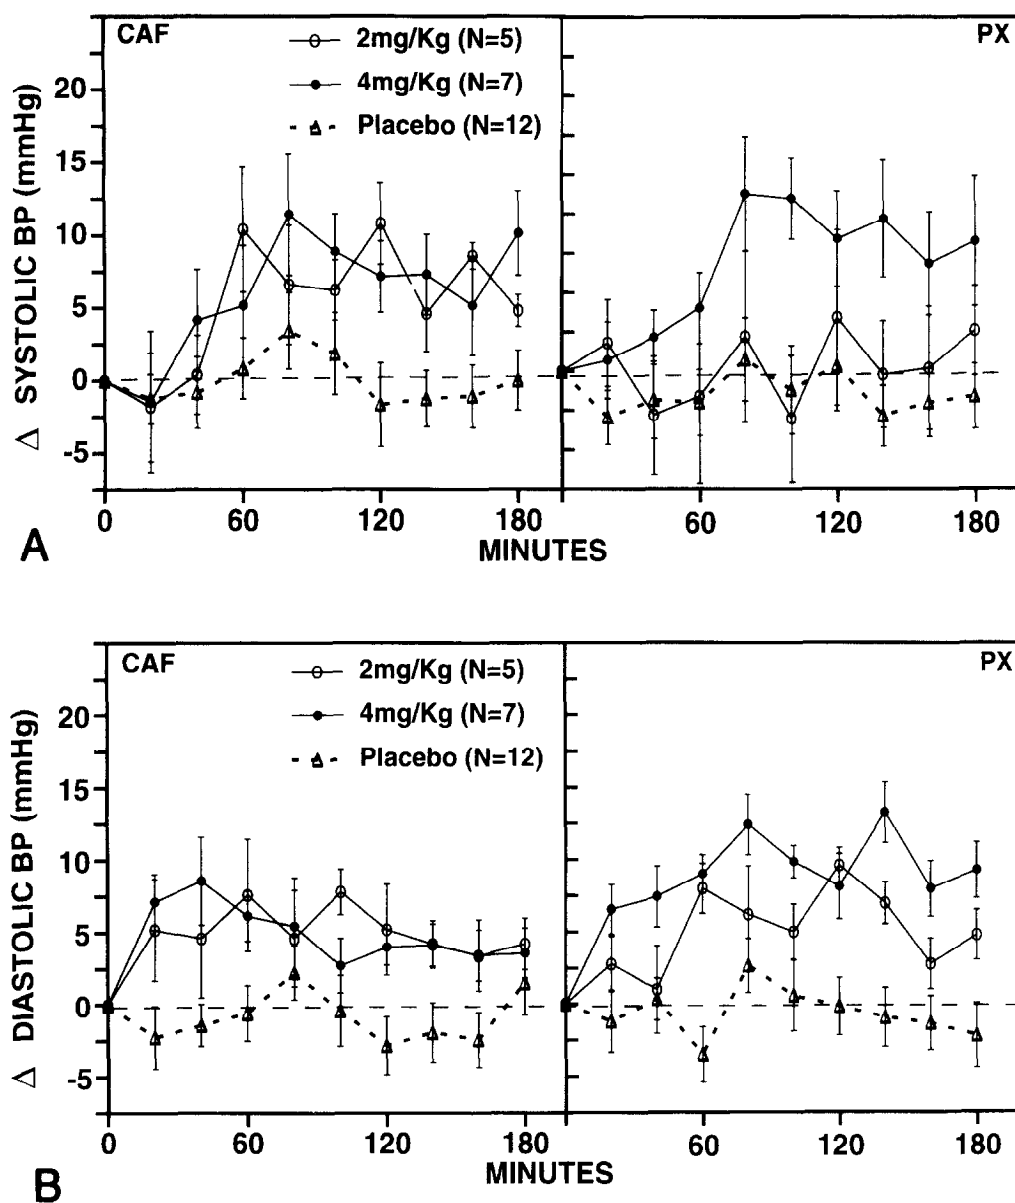 CAF
2mg/Kg (N=5)
PX
4mg/Kg (N=7)
Placebo (N=12)
Δ SYSTOLIC BP (mmHg)
20
15
10
5
0
-5
0 60 120 180 60 120 180
MINUTES
A
CAF
2mg/Kg (N=5)
PX
4mg/Kg (N=7)
Placebo (N=12)
Δ DIASTOLIC BP (mmHg)
20
15
10
5
0
-5
0 60 120 180 60 120 180
MINUTES
B